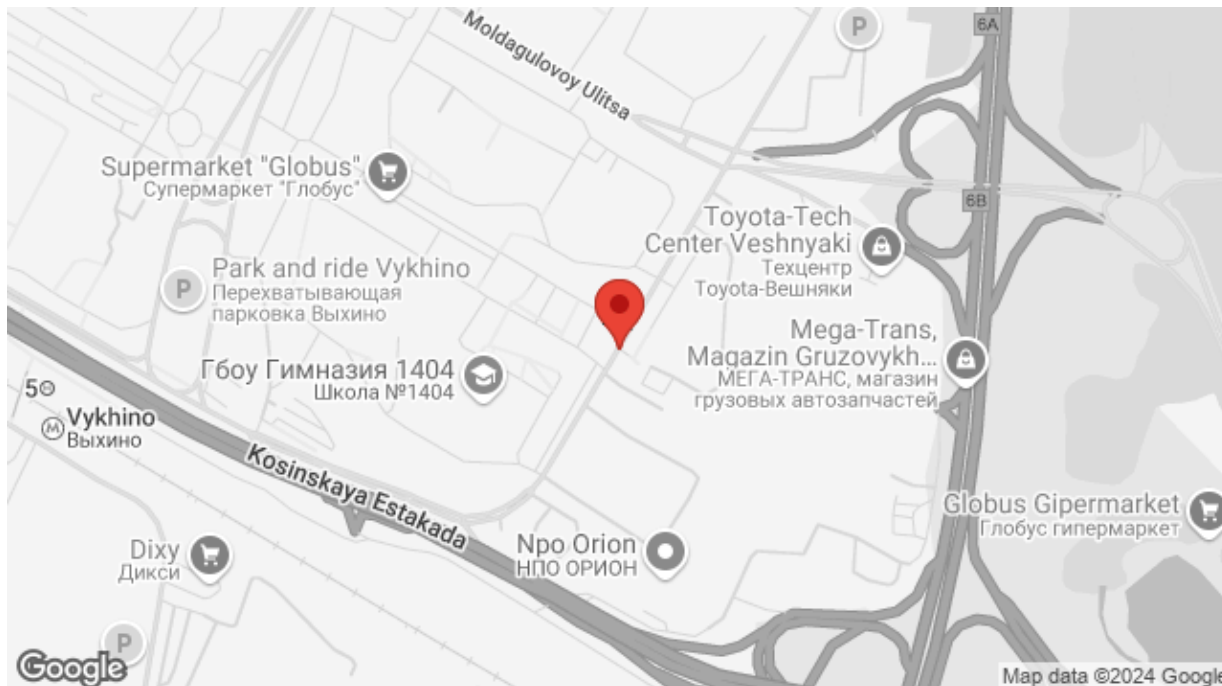 6A
P
Moldagulovoy Ulitsa
Supermarket "Globus"
Супермаркет "Глобус"
6B
Toyota-Tech
Center Veshnyaki
Техцентр
Toyota-Вешняки
Park and ride Vykhino
Перехватывающая
парковка Выхино
P
Mega-Trans,
Magazin Gruzovykh...
МЕГА-ТРАНС, магазин
грузовых автозапчастей
Гбоу Гимназия 1404
Школа №1404
5
M
Vykhino
Выхино
Kosinskaya Estakada
Globus Gipermarket
Глобус гипермаркет
Npo Orion
НПО ОРИОН
Dixy
Дикси
P
Google
Map data ©2024 Google